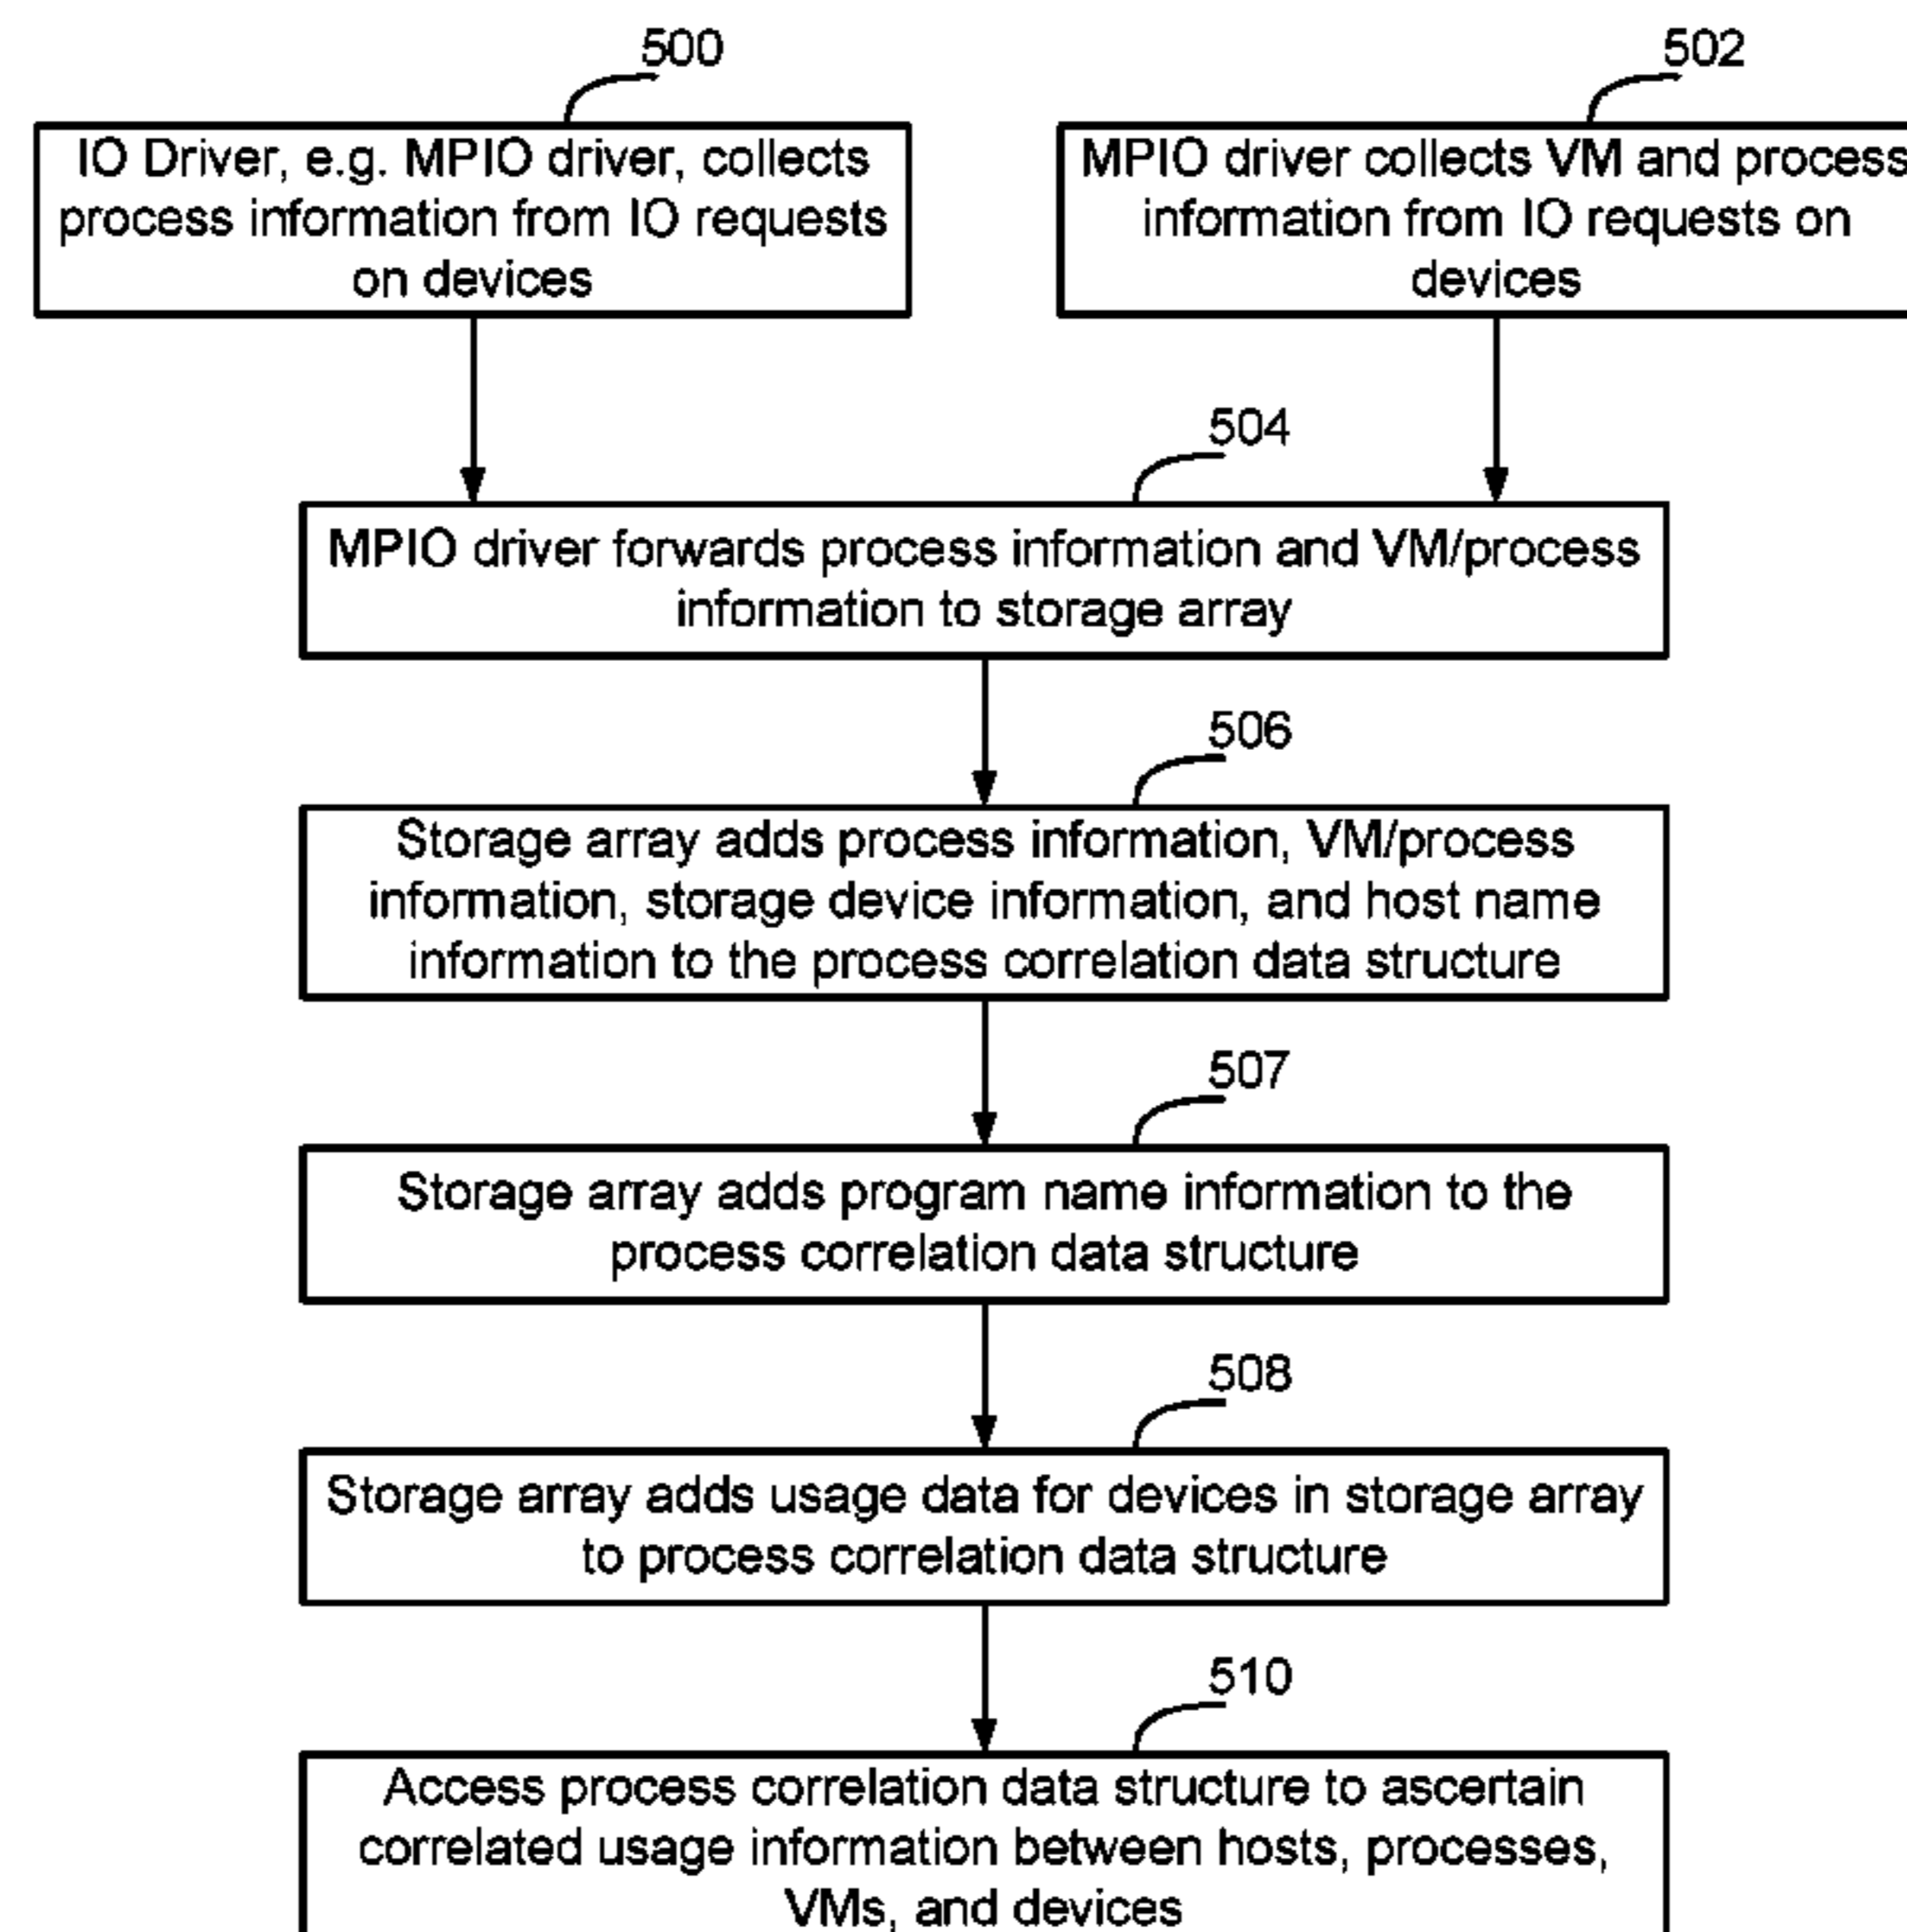 500
IO Driver, e.g. MPIO driver, collects
process information from IO requests
on devices
502
MPIO driver collects VM and process
information from IO requests on
devices
504
MPIO driver forwards process information and VM/process
information to storage array
506
Storage array adds process information, VM/process
information, storage device information, and host name
information to the process correlation data structure
507
Storage array adds program name information to the
process correlation data structure
508
Storage array adds usage data for devices in storage array
to process correlation data structure
510
Access process correlation data structure to ascertain
correlated usage information between hosts, processes,
VMs, and devices